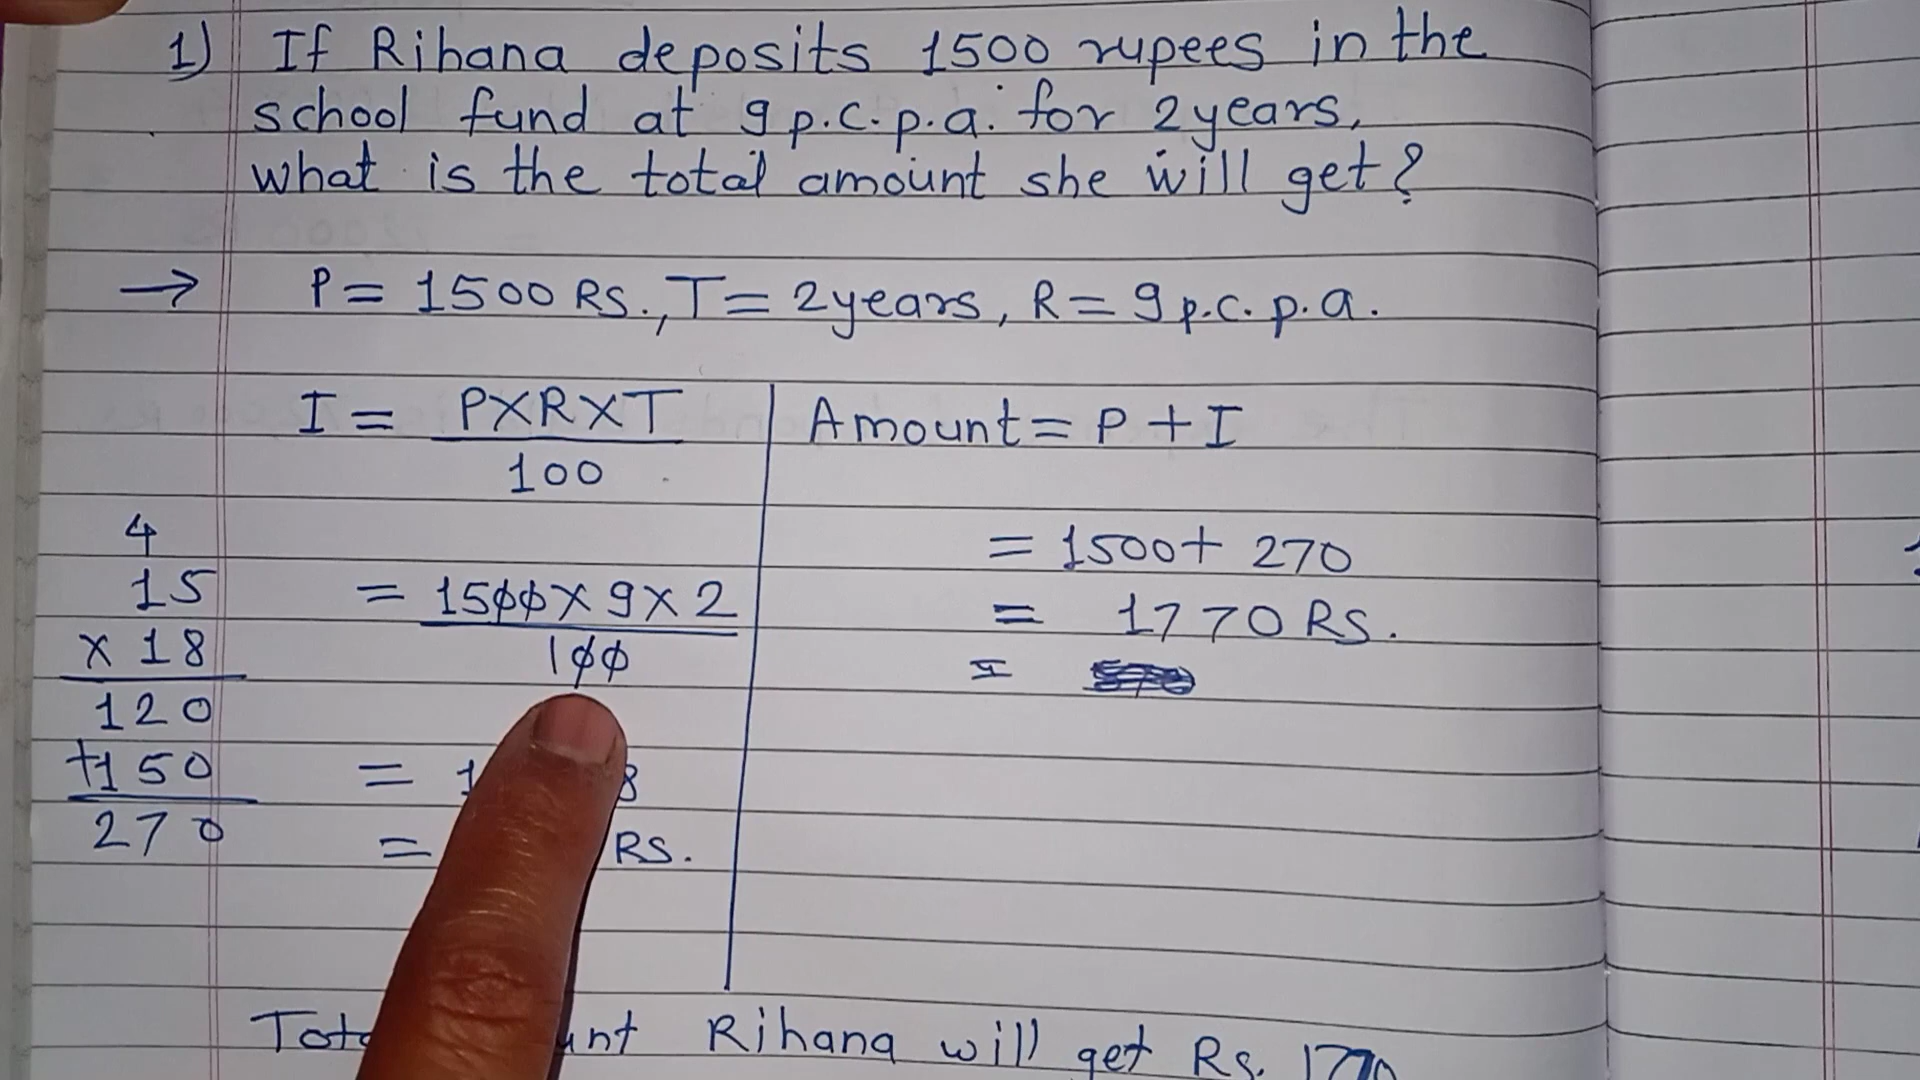 1) If Rihana deposits 1500 rupees in the
school fund at 9 p.c.p.a. for 2 years,
what is the total amount she will get?
→ P = 1500 RS., T = 2 years, R = 9 p.c.p.a.
I = P×R×T
100
= 1500 × 9 × 2
100
=
= RS.
4
15
× 18
120
+150
270
Amount = P + I
= 1500 + 270
= 1770 RS.
=
Rihana will get Rs. 1770